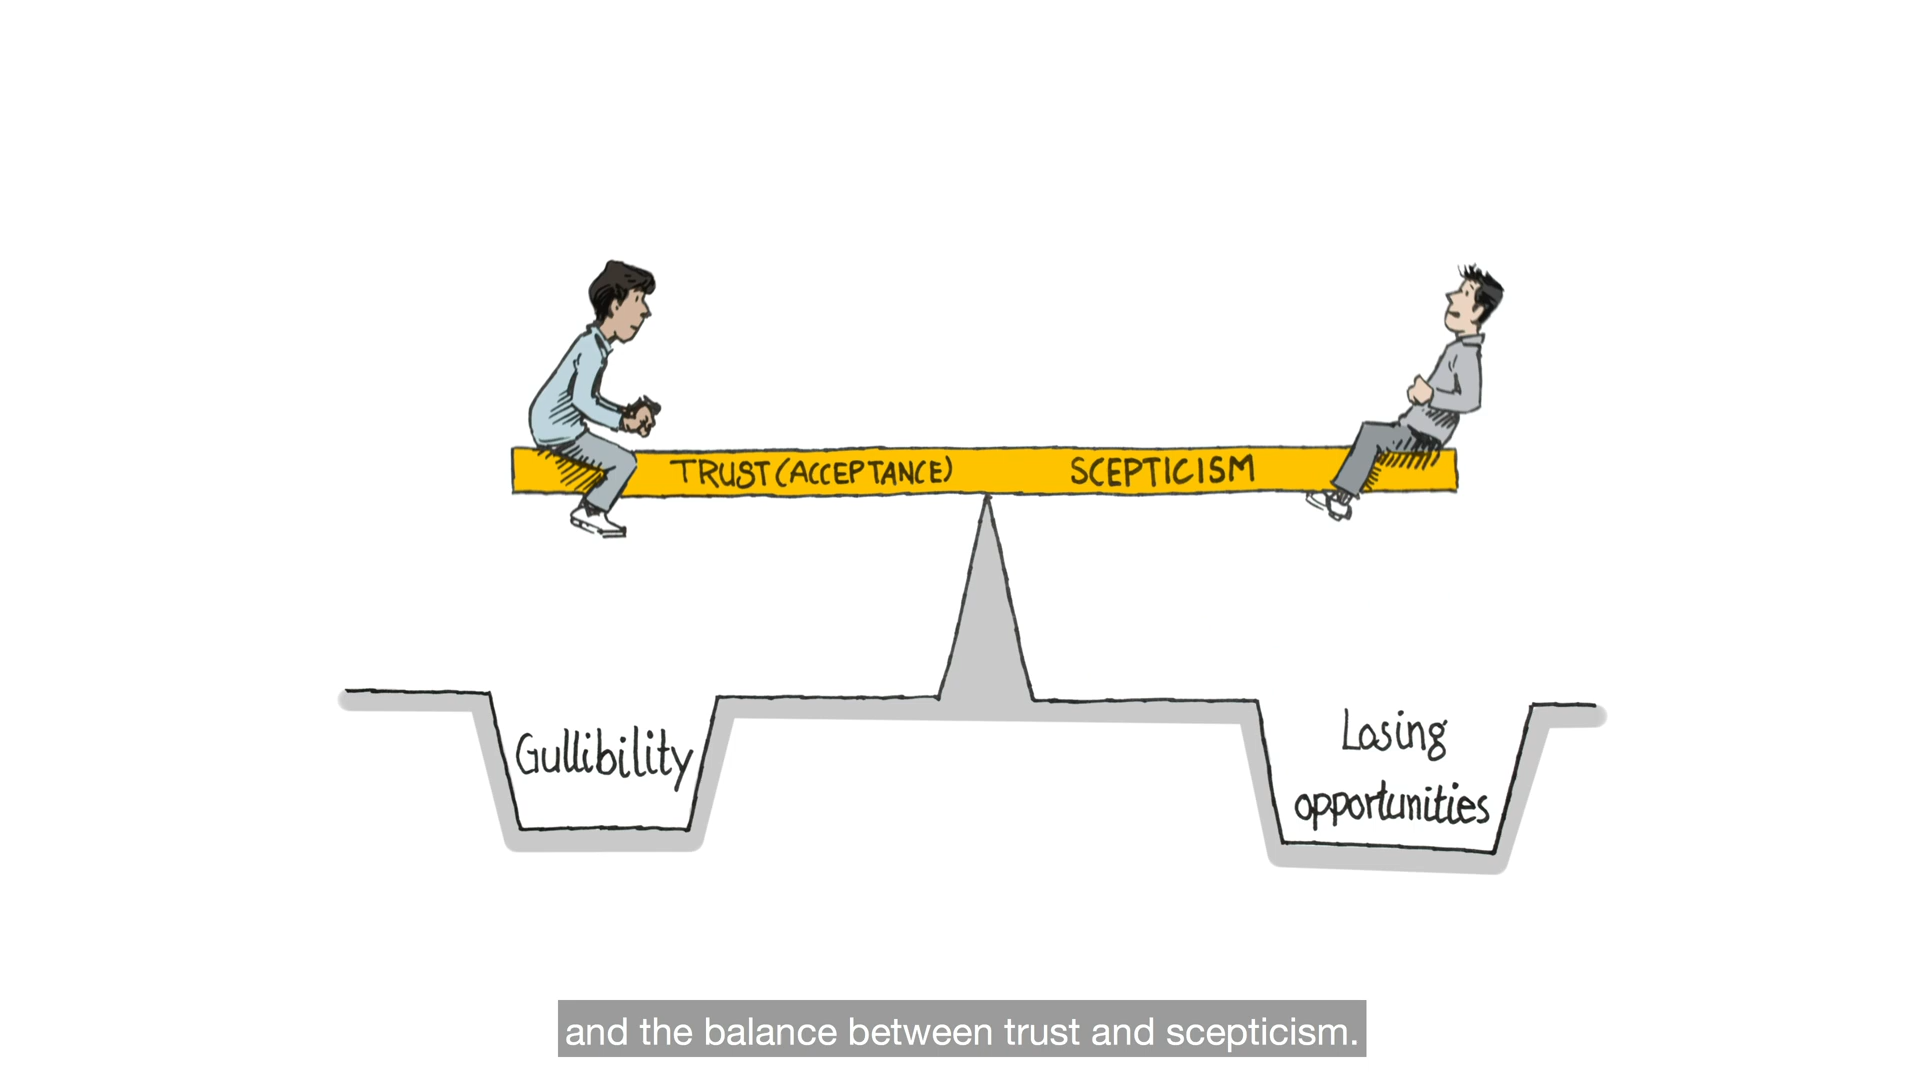 TRUST (ACCEPTANCE) SCEPTICISM
Gullibility
Losing
opportunities
and the balance between trust and scepticism.